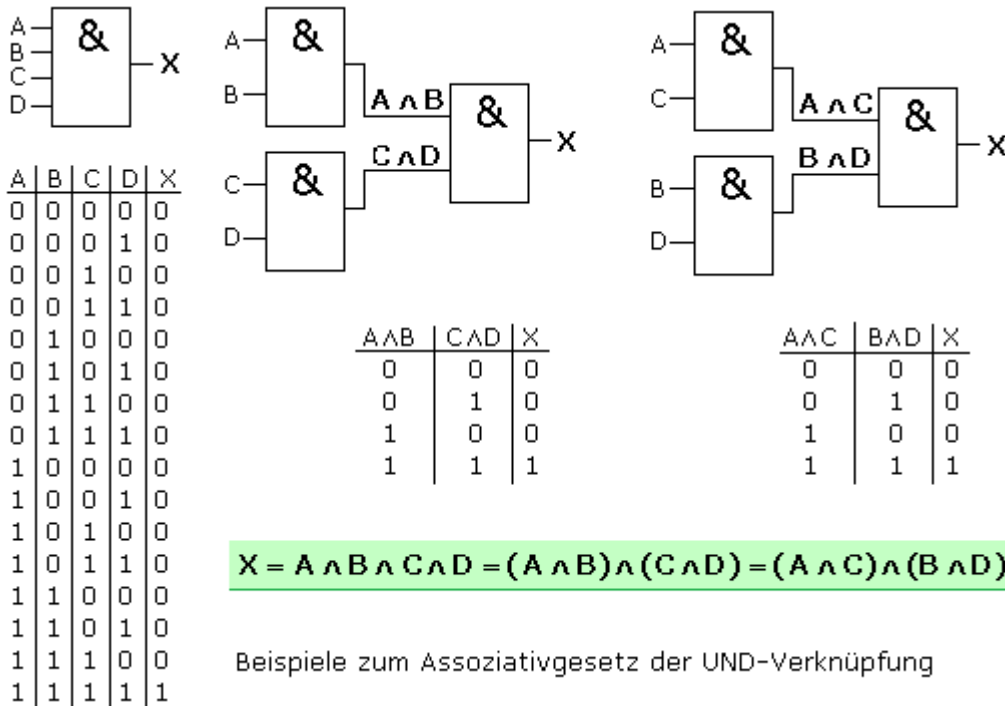 A
B
C
D
&
X
A
B
&
A ∧ B
C
D
&
C ∧ D
&
X
A
C
&
A ∧ C
B
D
&
B ∧ D
&
X
A B C D X
0 0 0 0 0
0 0 0 1 0
0 0 1 0 0
0 0 1 1 0
0 1 0 0 0
0 1 0 1 0
0 1 1 0 0
0 1 1 1 0
1 0 0 0 0
1 0 0 1 0
1 0 1 0 0
1 0 1 1 0
1 1 0 0 0
1 1 0 1 0
1 1 1 0 0
1 1 1 1 1
A∧B C∧D X
0 0 0
0 1 0
1 0 0
1 1 1
A∧C B∧D X
0 0 0
0 1 0
1 0 0
1 1 1
X = A ∧ B ∧ C ∧ D = (A ∧ B) ∧ (C ∧ D) = (A ∧ C) ∧ (B ∧ D)
Beispiele zum Assoziativgesetz der UND-Verknüpfung